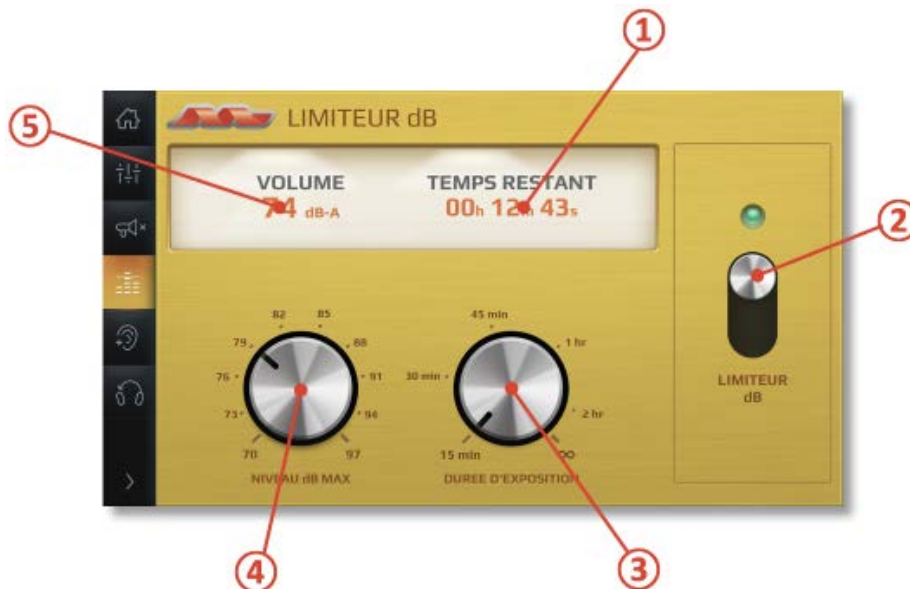 1
5
LIMITEUR dB
VOLUME
TEMPS RESTANT
74 dB-A
00h 12m 43s
2
82
85
79
88
76
91
73
94
70
97
NIVEAU dB MAX
45 min
1 hr
30 min
2 hr
15 min
∞
DUREE D'EXPOSITION
LIMITEUR
dB
4
3